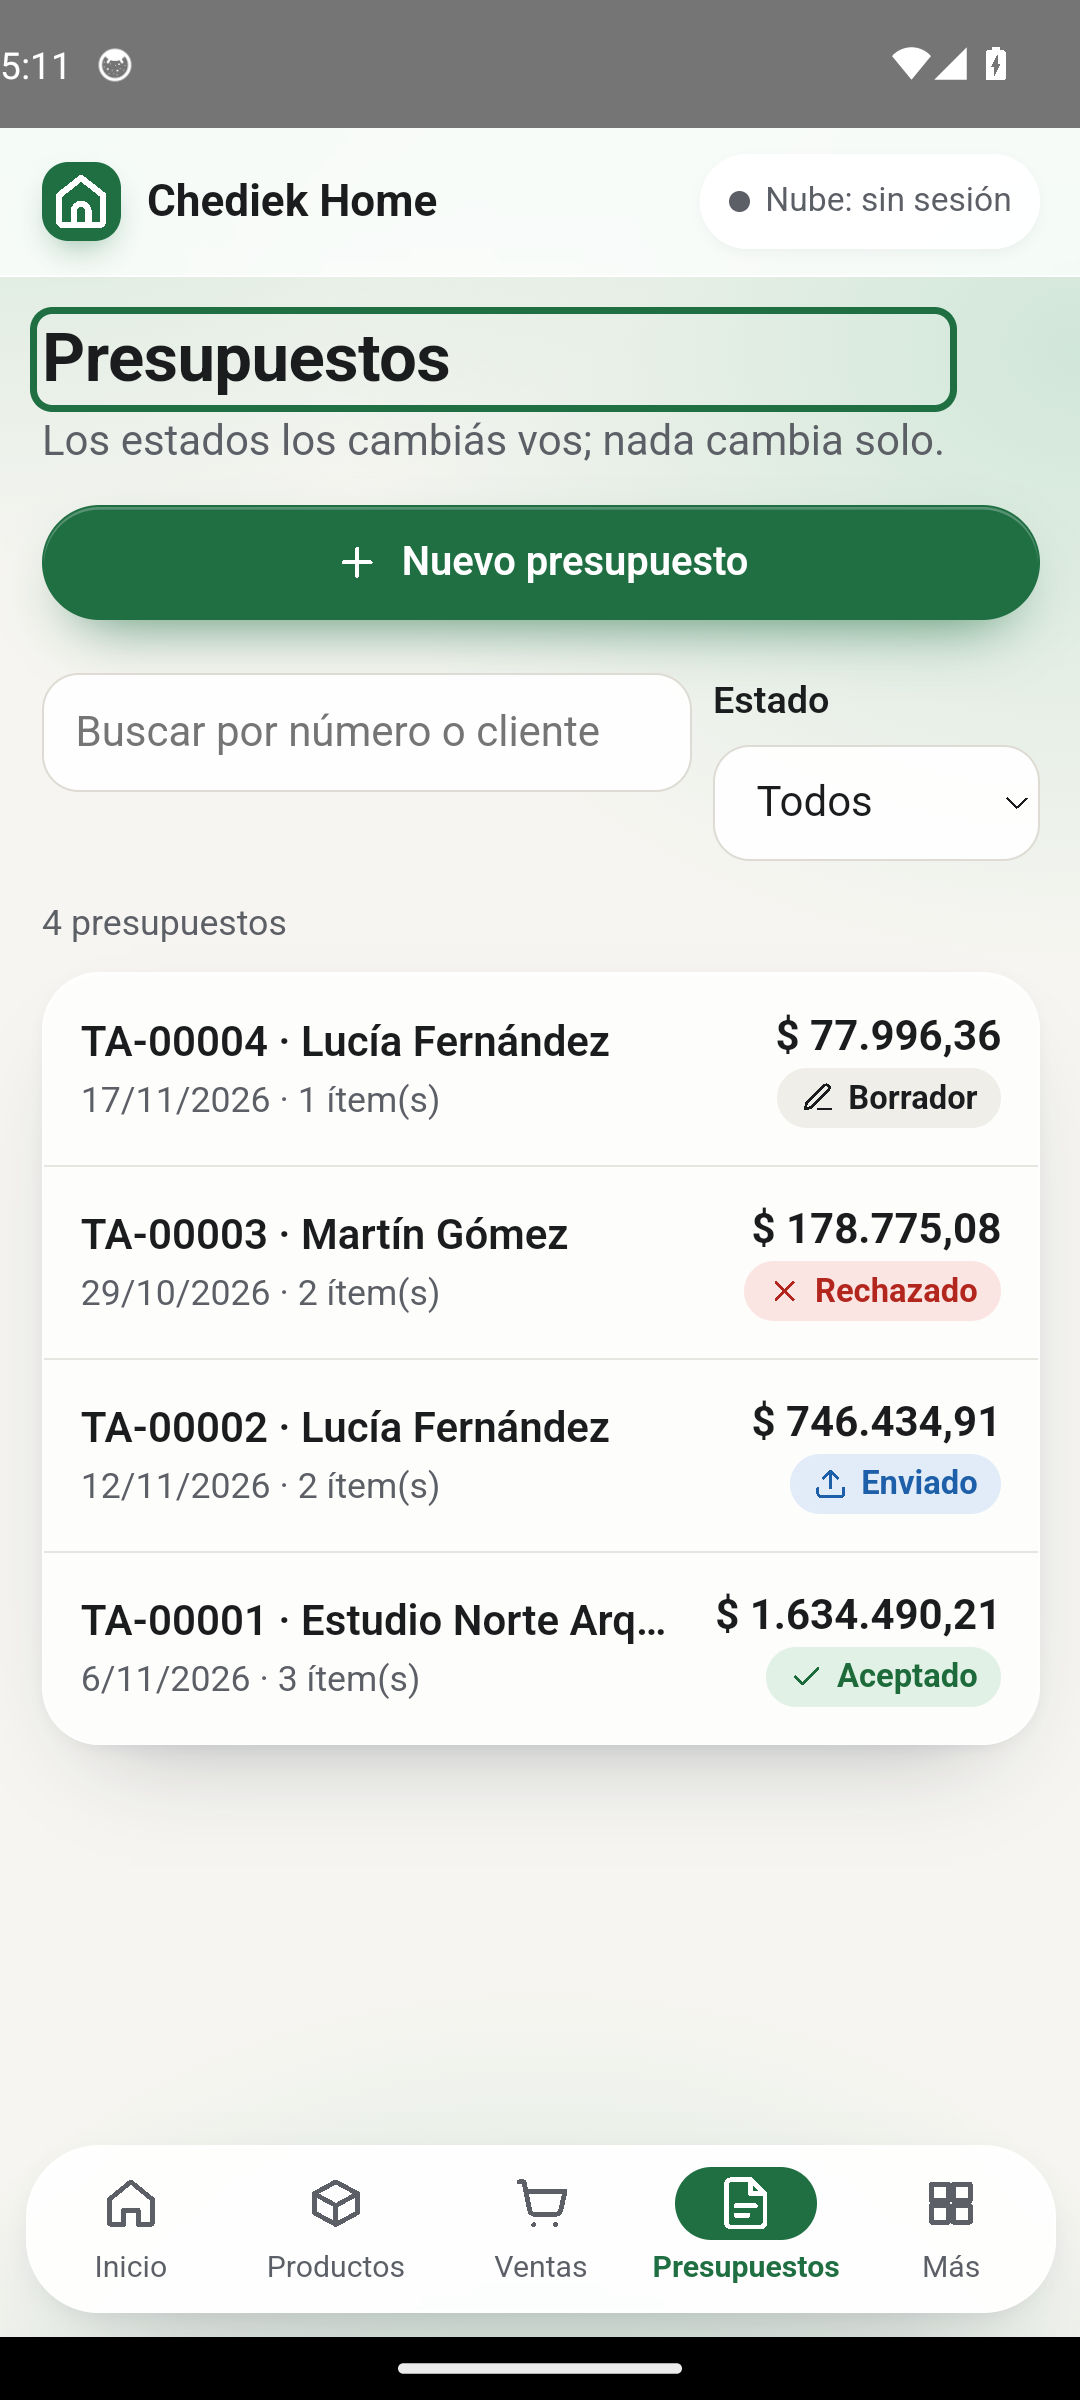 5:11
Chediek Home
Nube: sin sesión
Presupuestos
Los estados los cambiás vos; nada cambia solo.
Nuevo presupuesto
Buscar por número o cliente
Estado
Todos
4 presupuestos
TA-00004 · Lucía Fernández
$ 77.996,36
17/11/2026 · 1 ítem(s)
Borrador
TA-00003 · Martín Gómez
$ 178.775,08
29/10/2026 · 2 ítem(s)
Rechazado
TA-00002 · Lucía Fernández
$ 746.434,91
12/11/2026 · 2 ítem(s)
Enviado
TA-00001 · Estudio Norte Arq...
$ 1.634.490,21
6/11/2026 · 3 ítem(s)
Aceptado
Inicio
Productos
Ventas
Presupuestos
Más